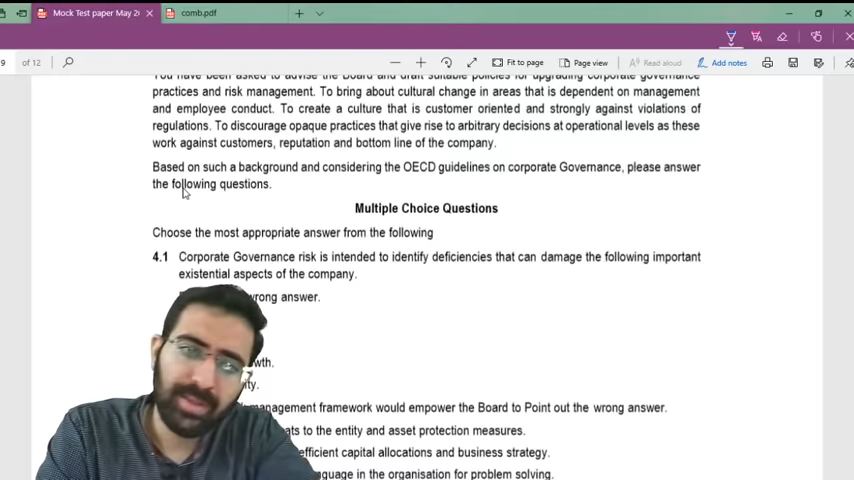 Mock Test paper May 2
comb.pdf
9 of 12
Fit to page
Page view
Read aloud
Add notes
You have been asked to advise the Board and draft suitable policies for upgrading corporate governance
practices and risk management. To bring about cultural change in areas that is dependent on management
and employee conduct. To create a culture that is customer oriented and strongly against violations of
regulations. To discourage opaque practices that give rise to arbitrary decisions at operational levels as these
work against customers, reputation and bottom line of the company.
Based on such a background and considering the OECD guidelines on corporate Governance, please answer
the following questions.
Multiple Choice Questions
Choose the most appropriate answer from the following
4.1 Corporate Governance risk is intended to identify deficiencies that can damage the following important
existential aspects of the company.
wrong answer.
wth.
ity.
management framework would empower the Board to Point out the wrong answer.
ats to the entity and asset protection measures.
efficient capital allocations and business strategy.
nguage in the organisation for problem solving.